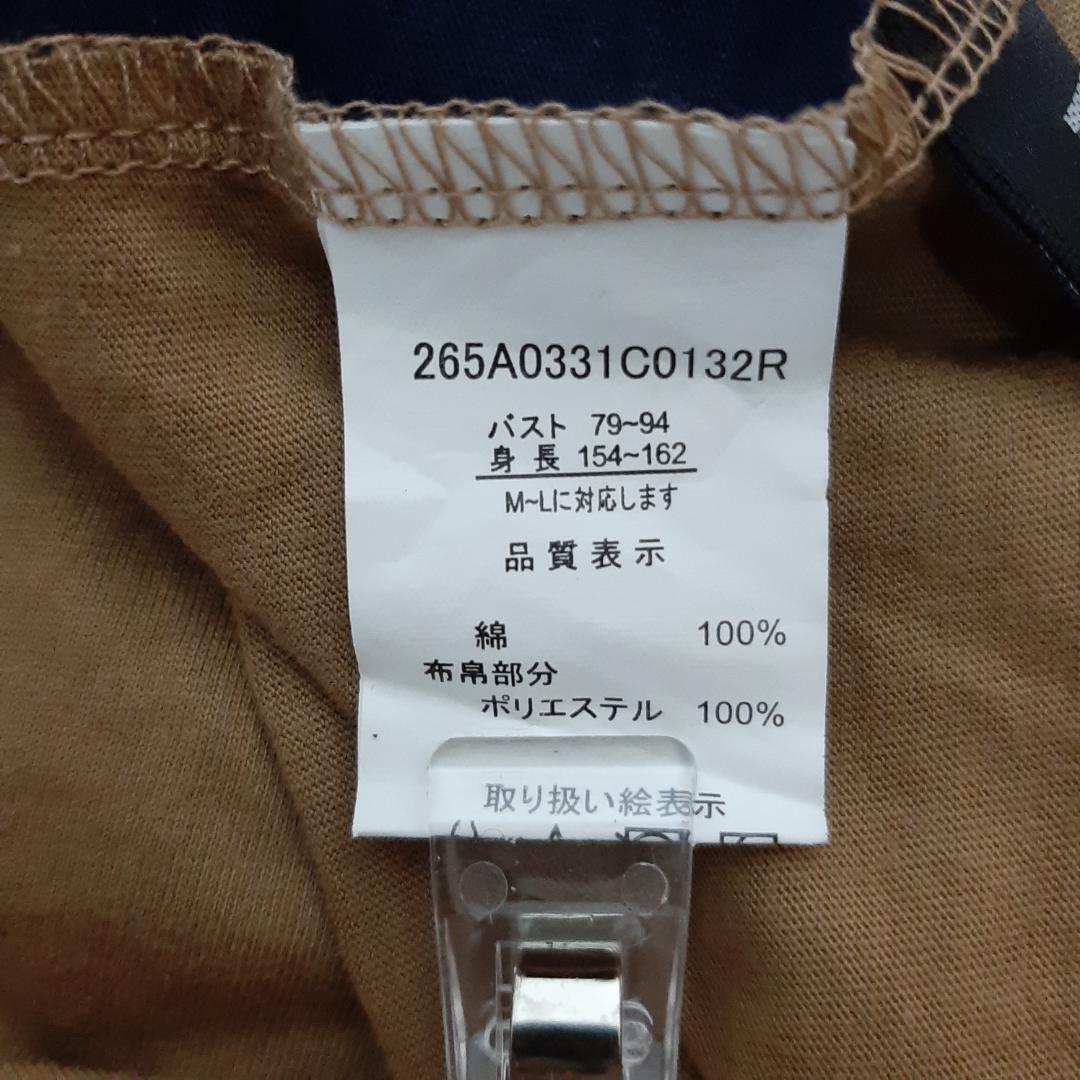 265A0331C0132R
バスト 79~94
身長 154~162
M~Lに対応します
品質表示
綿 100%
布帛部分
ポリエステル 100%
取り扱い絵表示